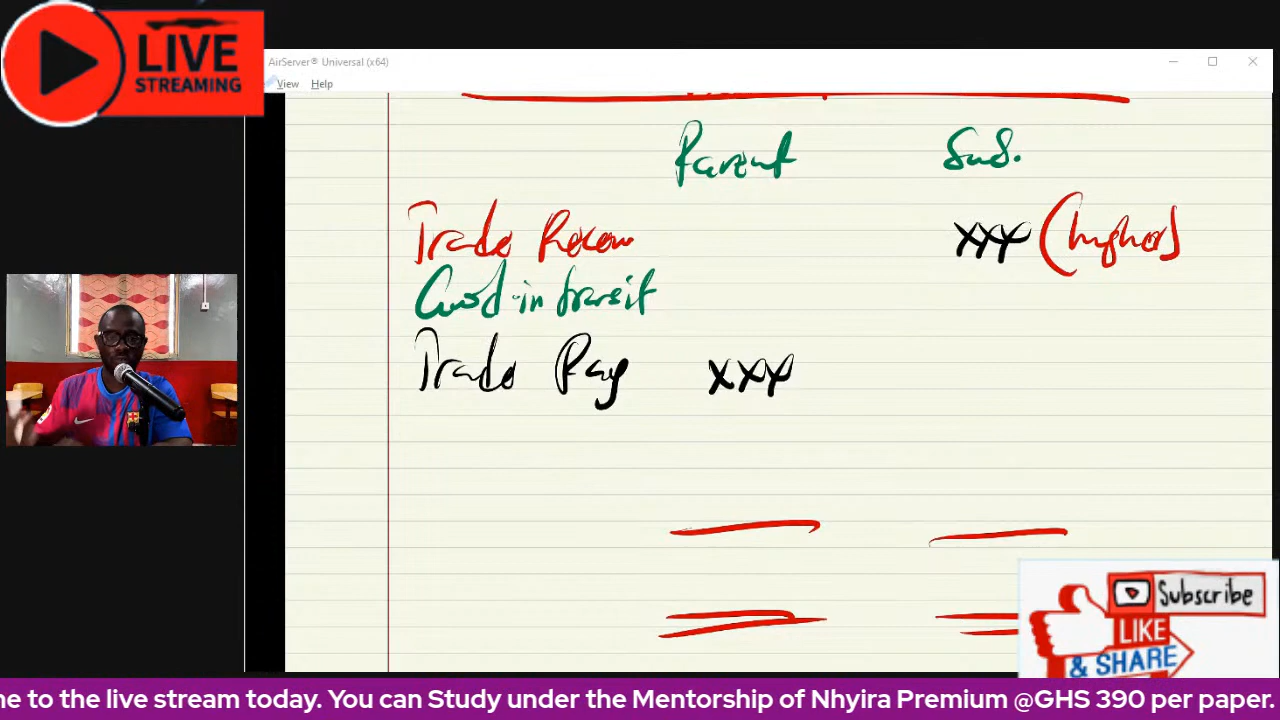 LIVE
STREAMING
AirServer® Universal (x64)
View Help
Parent Sub.
Trade Receiv xxx (higher)
Good in transit
Trade Pay xxx
Subscribe
LIKE
& SHARE
ne to the live stream today. You can Study under the Mentorship of Nhyira Premium @GHS 390 per paper.